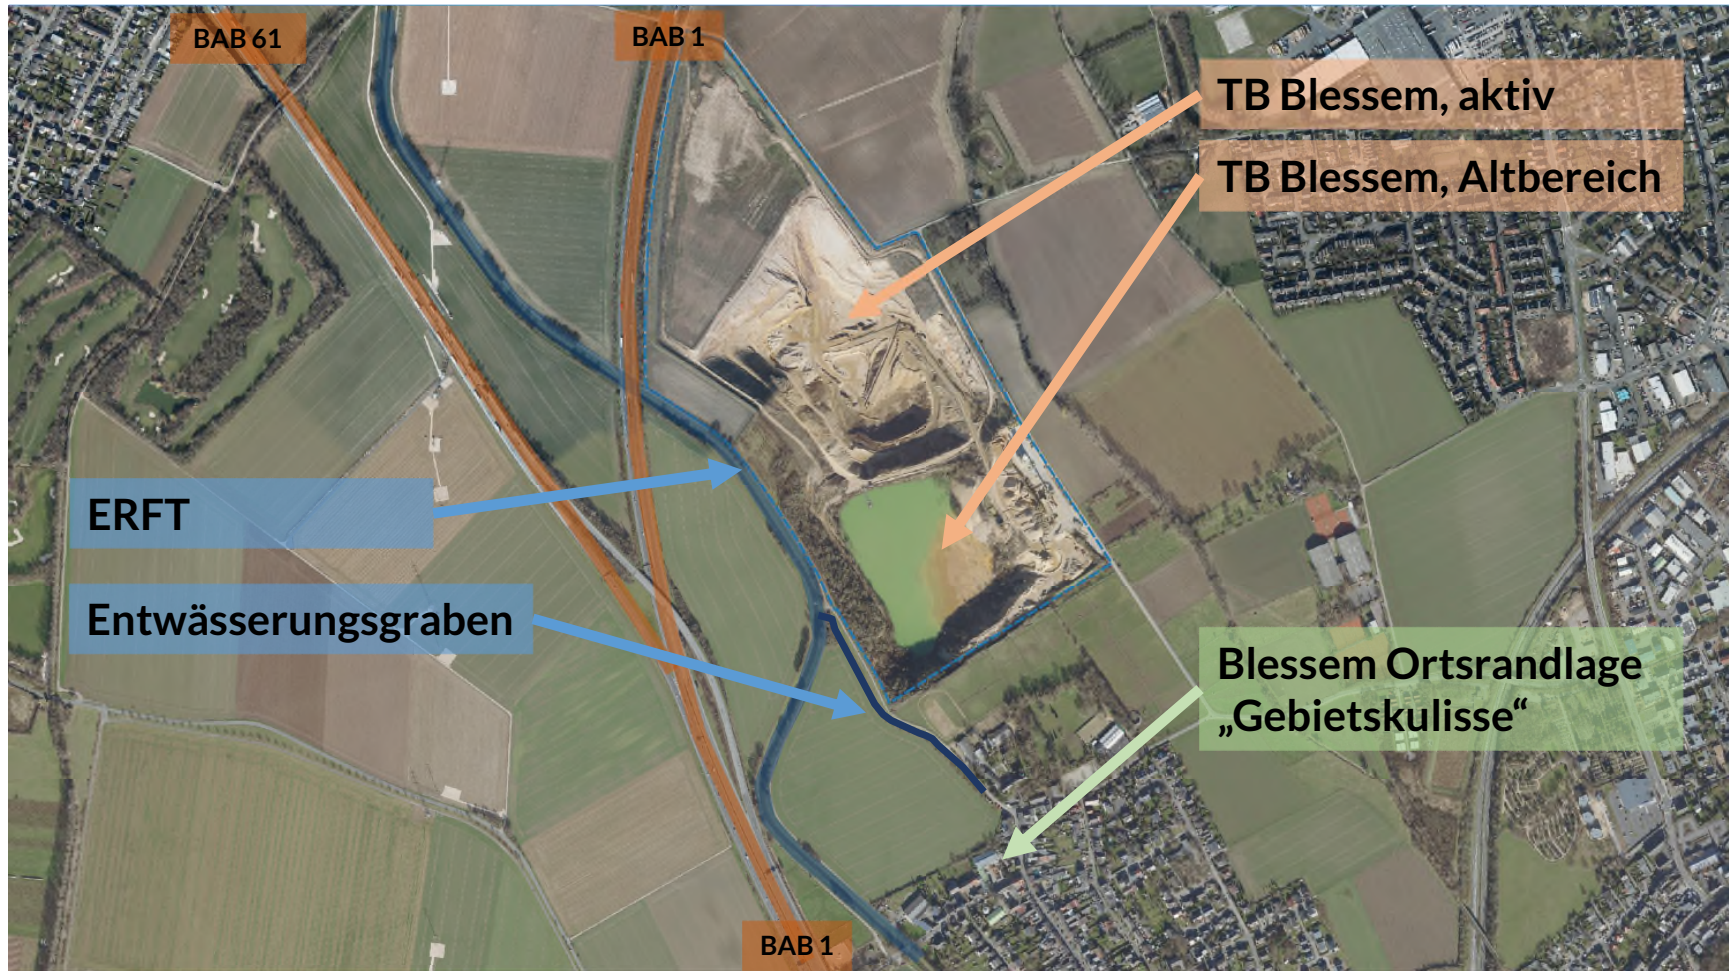 BAB 61
BAB 1
TB Blessem, aktiv
TB Blessem, Altbereich
ERFT
Entwässerungsgraben
Blessem Ortsrandlage
„Gebietskulisse“
BAB 1